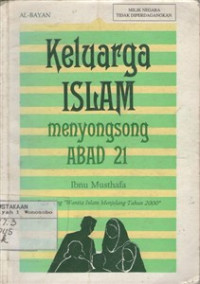 AL-BAYAN
MILIK NEGARA
TIDAK DIPERDAGANGKAN
Keluarga
ISLAM
menyongsong
ABAD 21
Ibnu Musthafa
"Wanita Islam Menjelang Tahun 2000"